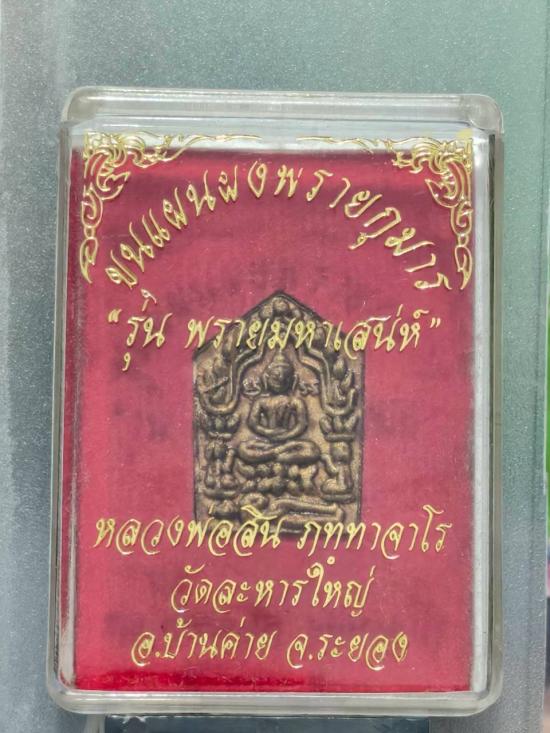 ขุนแผนผงพรายกุมาร
"รุ่น พรายมหาเสน่ห์"
หลวงพ่อสิน ภททาจาโร
วัดละหารใหญ่
อ.บ้านค่าย จ.ระยอง